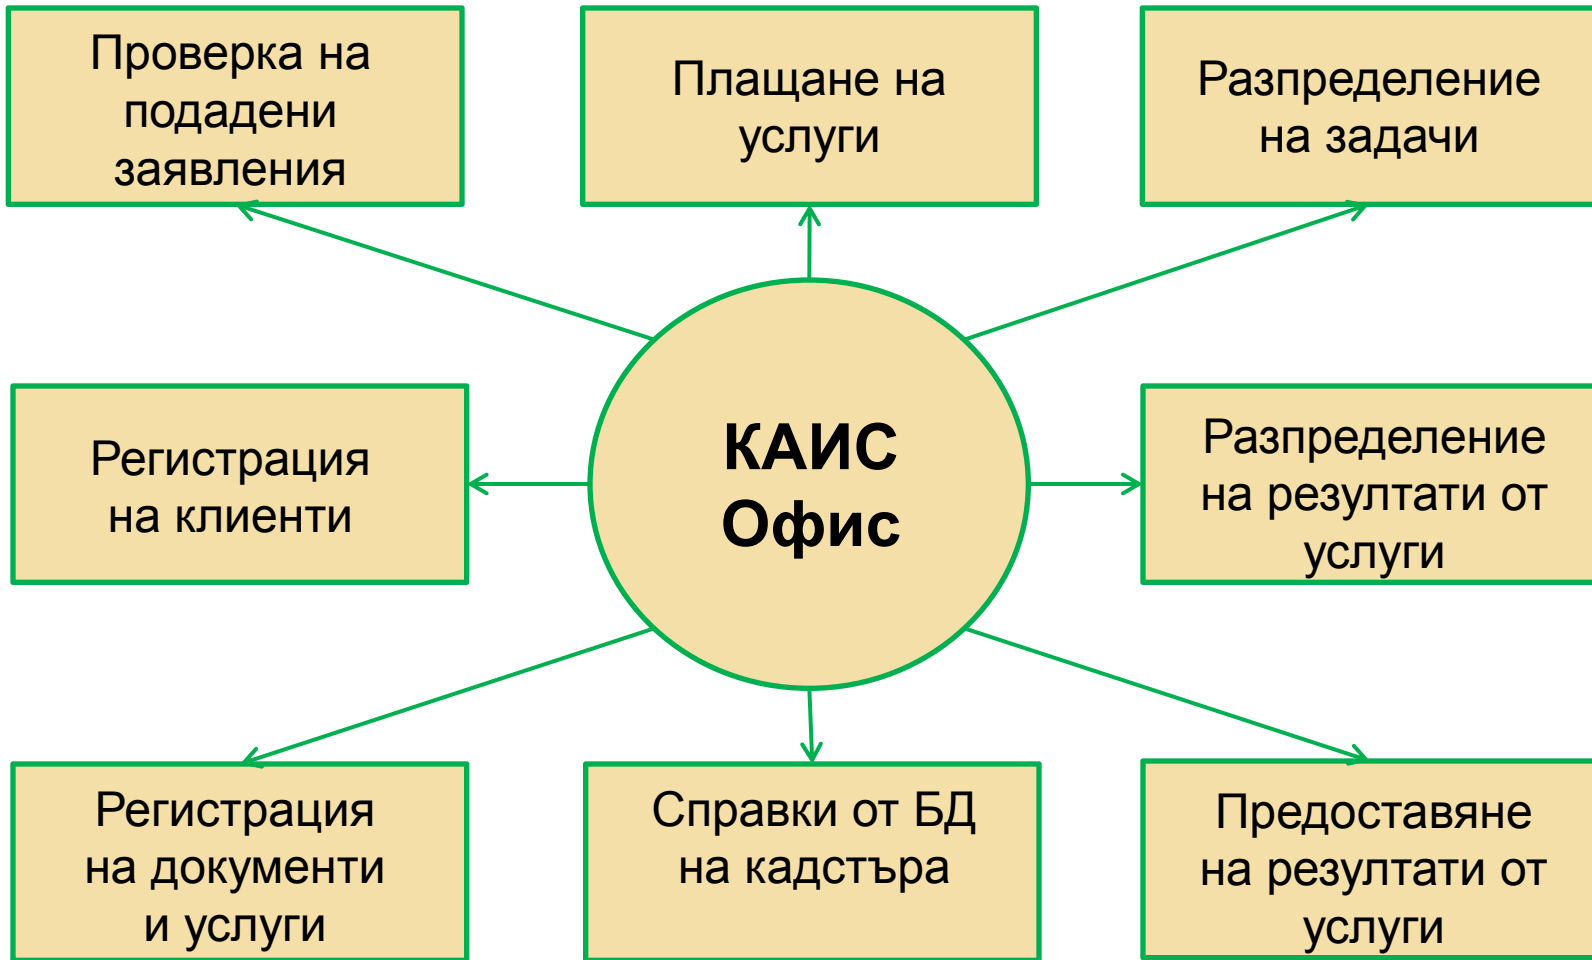 Проверка на
подадени
заявления
Плащане на
услуги
Разпределение
на задачи
Регистрация
на клиенти
КАИС
Офис
Разпределение
на резултати от
услуги
Регистрация
на документи
и услуги
Справки от БД
на кадстъра
Предоставяне
на резултати от
услуги